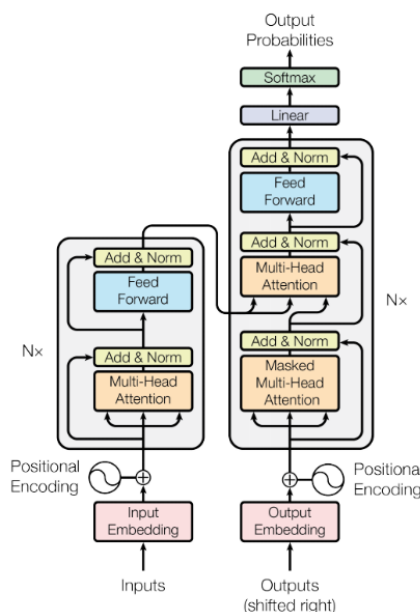 Output
Probabilities
Softmax
Linear
Add & Norm
Feed
Forward
Add & Norm
Multi-Head
Attention
Add & Norm
Masked
Multi-Head
Attention
N×
Add & Norm
Feed
Forward
N×
Add & Norm
Multi-Head
Attention
Positional
Encoding
Positional
Encoding
Input
Embedding
Output
Embedding
Inputs
Outputs
(shifted right)